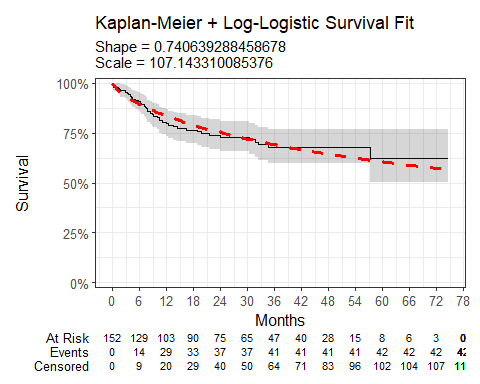 Kaplan-Meier + Log-Logistic Survival Fit
Shape = 0.740639288458678
Scale = 107.143310085376
100%
75%
50%
25%
0%
Survival
0 6 12 18 24 30 36 42 48 54 60 66 72 78
Months
At Risk 152 129 103 90 75 65 47 40 28 15 8 6 3 0
Events 0 14 29 33 37 37 41 41 41 41 42 42 42 42
Censored 0 9 20 29 40 50 64 71 83 96 102 104 107 11